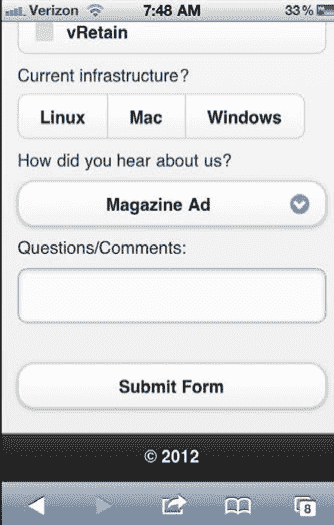 Verizon 7:48 AM 33%
vRetain
Current infrastructure?
Linux Mac Windows
How did you hear about us?
Magazine Ad
Questions/Comments:
Submit Form
© 2012
8